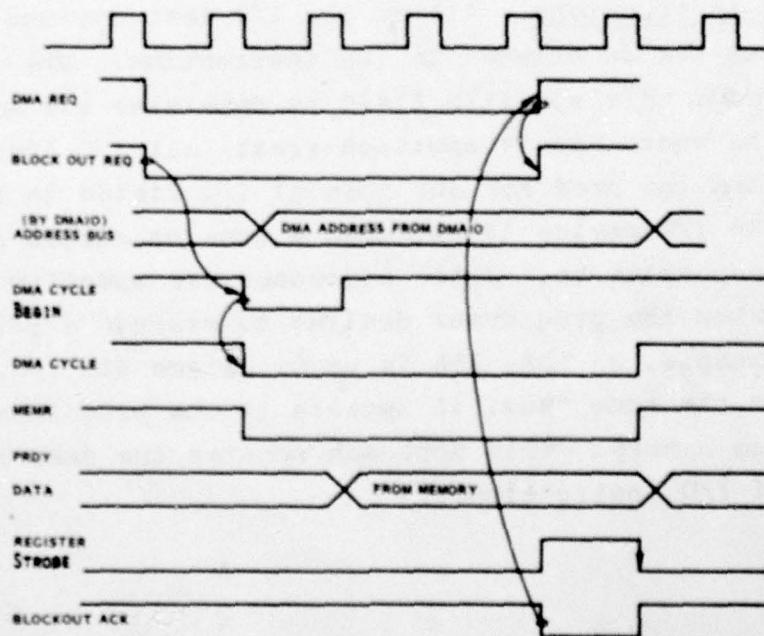 DMA REQ
BLOCK OUT REQ
(BY DMAIO)
ADDRESS BUS
DMA ADDRESS FROM DMAIO
DMA CYCLE
BEGIN
DMA CYCLE
MEMR
PRDY
DATA
FROM MEMORY
REGISTER
STROBE
BLOCKOUT ACK